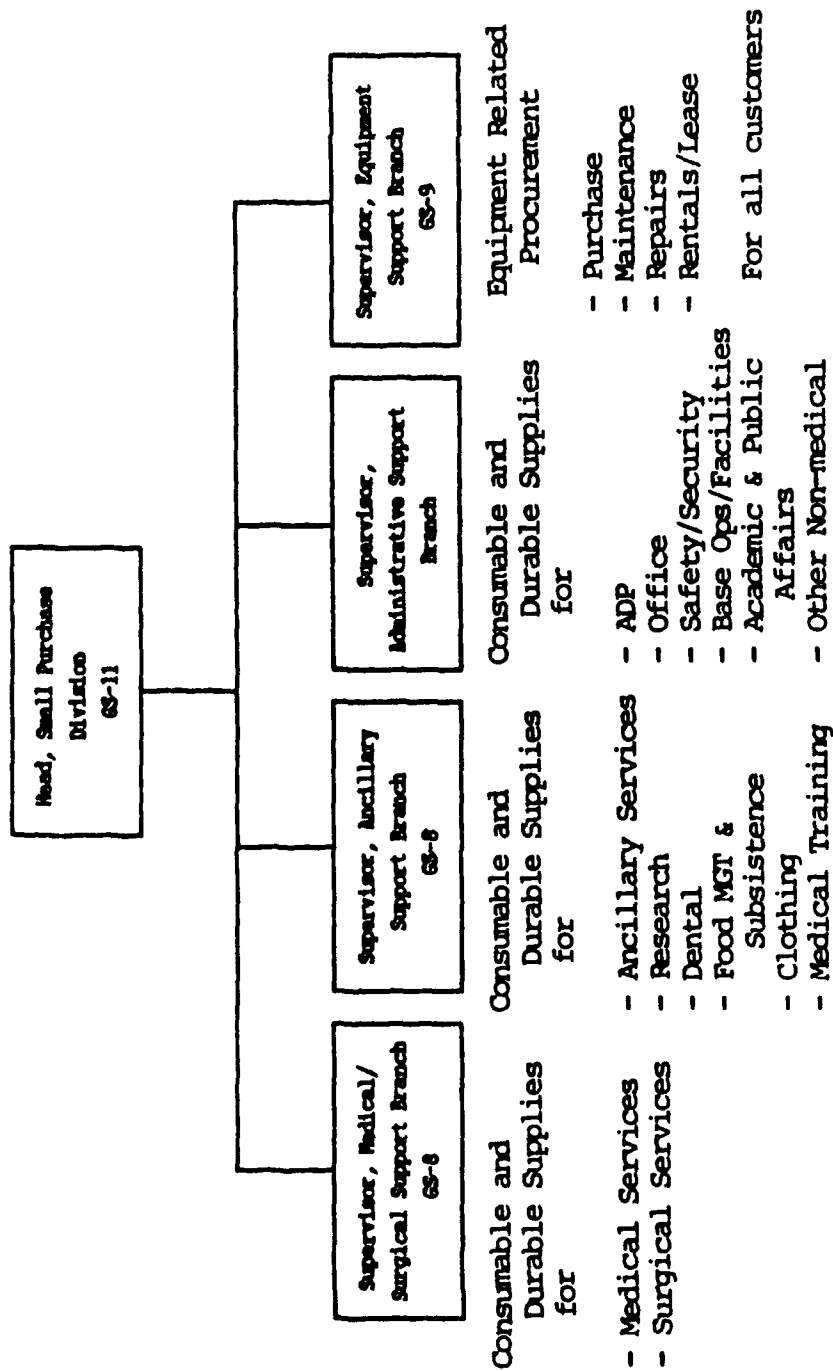 Head, Small Purchase
Division
GS-11
Supervisor, Medical/
Surgical Support Branch
GS-8
Supervisor, Ancillary
Support Branch
GS-8
Supervisor,
Administrative Support
Branch
Supervisor, Equipment
Support Branch
GS-9
Consumable and
Durable Supplies
for
- Medical Services
- Surgical Services
Consumable and
Durable Supplies
for
- Ancillary Services
- Research
- Dental
- Food MGT &
Subsistence
- Clothing
- Medical Training
Consumable and
Durable Supplies
for
- ADP
- Office
- Safety/Security
- Base Ops/Facilities
- Academic & Public
Affairs
- Other Non-medical
Equipment Related
Procurement
- Purchase
- Maintenance
- Repairs
- Rentals/Lease
For all customers